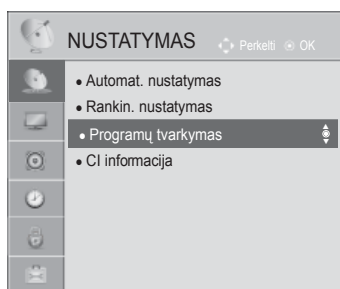 NUSTATYMAS Perkelti OK
• Automat. nustatymas
• Rankin. nustatymas
• Programų tvarkymas
• CI informacija